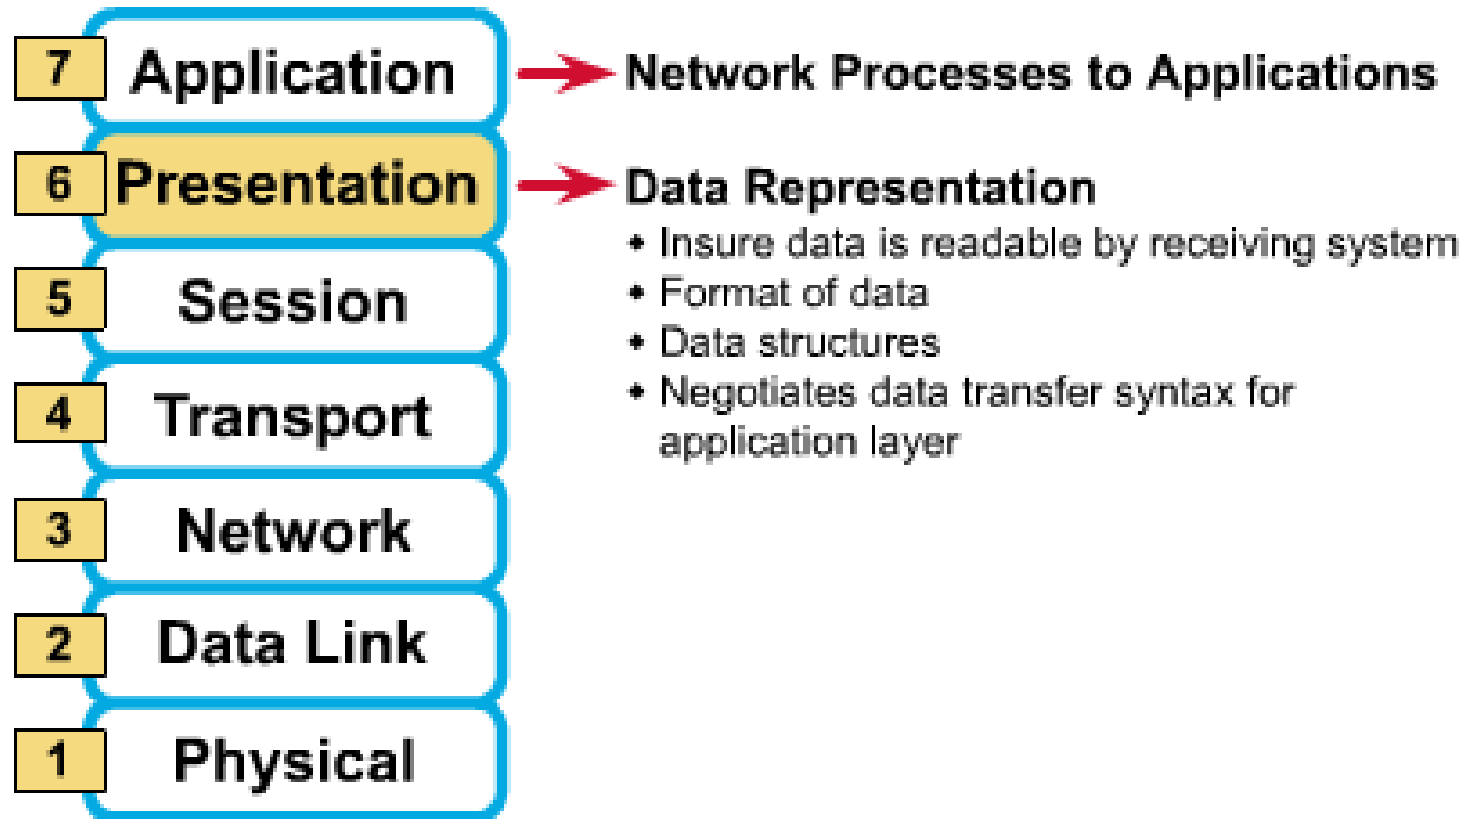 7 Application Network Processes to Applications
6 Presentation Data Representation
• Insure data is readable by receiving system
• Format of data
• Data structures
• Negotiates data transfer syntax for
application layer
5 Session
4 Transport
3 Network
2 Data Link
1 Physical